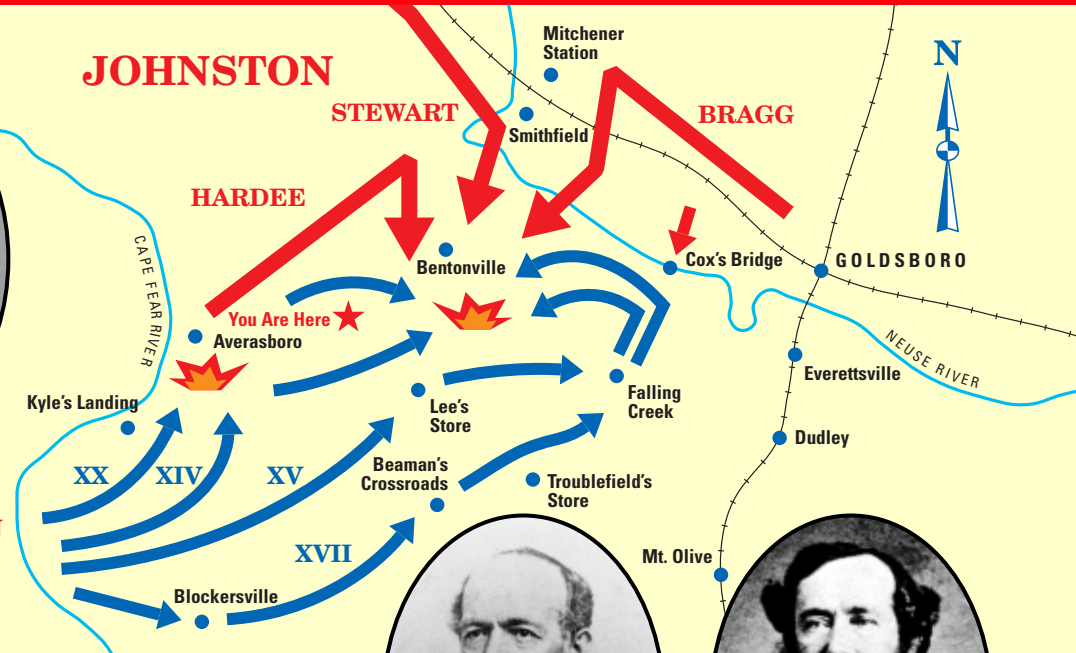 Mitchener
Station
N
JOHNSTON
STEWART
BRAGG
Smithfield
HARDEE
CAPE FEAR RIVER
Bentonville
Cox's Bridge
GOLDSBORO
You Are Here
Averasboro
NEUSE RIVER
Everettsville
Kyle's Landing
Lee's
Store
Falling
Creek
Dudley
XX
XIV
XV
Beaman's
Crossroads
Troublefield's
Store
XVII
Mt. Olive
Blockersville